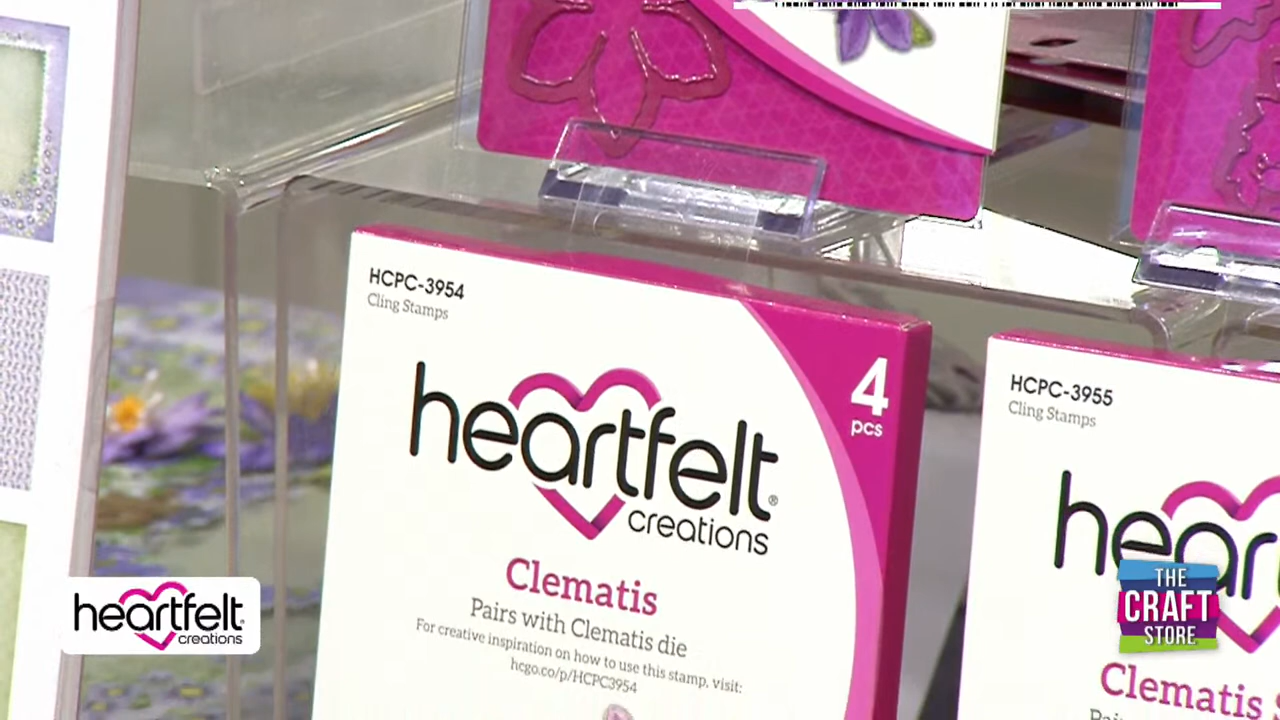 HCPC-3954
Cling Stamps
heartfelt®
creations
4
pcs
Clematis
Pairs with Clematis die
For creative inspiration on how to use this stamp, visit:
hcgo.co/p/HCPC3954
HCPC-3955
Cling Stamps
hear
Clematis
heartfelt®
creations
THE
CRAFT
STORE